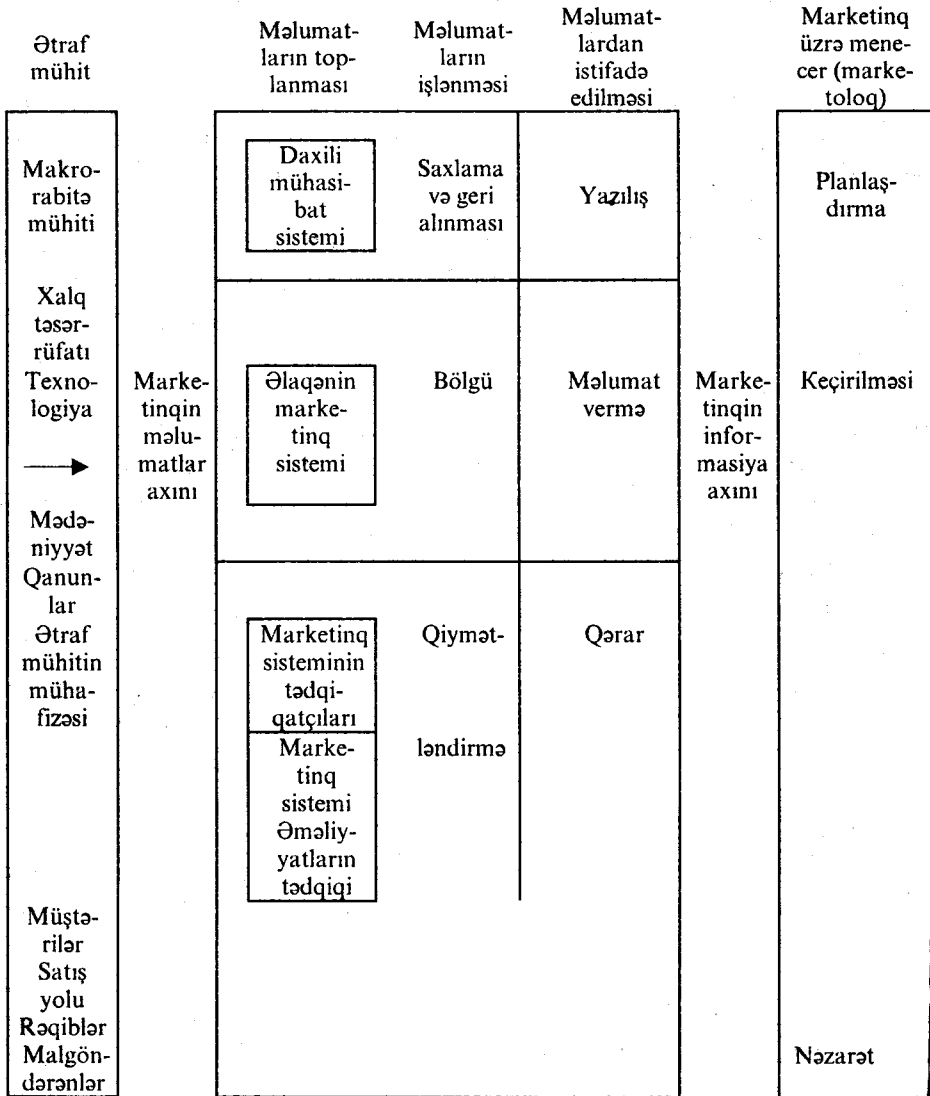 Ətraf
mühit
Məlumat-
ların top-
lanması
Məlumat-
ların
işlənməsi
Məlumat-
lardan
istifadə
edilməsi
Marketinq
üzrə mene-
cer (marke-
toloq)
Makro-
rabitə
mühiti
Xalq
təsər-
rüfatı
Texno-
logiya
Mədə-
niyyət
Qanun-
lar
Ətraf
mühitin
müha-
fizəsi
Müştə-
rilər
Satış
yolu
Rəqiblər
Malgön-
dərənlər
Marke-
tinqin
məlu-
matlar
axını
Daxili
mühasi-
bat
sistemi
Saxlama
və geri
alınması
Yazılış
Əlaqənin
marke-
tinq
sistemi
Bölgü
Məlumat
vermə
Marketinq
sisteminin
tədqi-
qatçıları
Marke-
tinq
sistemi
Əməliy-
yatların
tədqiqi
Qiymət-
ləndirmə
Qərar
Marke-
tinqin
infor-
masiya
axını
Planlaş-
dırma
Keçirilməsi
Nəzarət